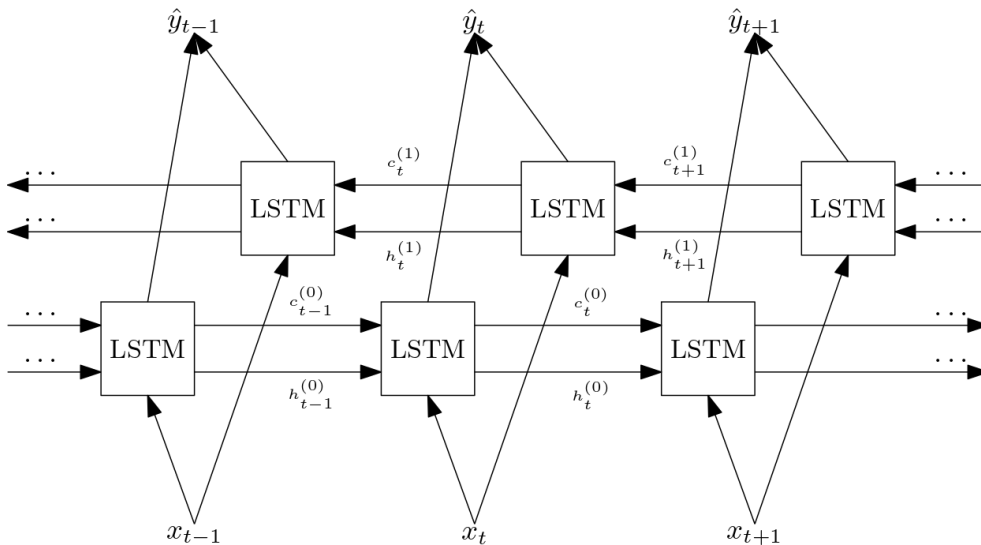 ŷ_{t−1} ŷ_t ŷ_{t+1}
... c_t^{(1)} c_{t+1}^{(1)} ...
LSTM LSTM LSTM
... h_t^{(1)} h_{t+1}^{(1)} ...
... c_{t−1}^{(0)} c_t^{(0)} ...
LSTM LSTM LSTM
... h_{t−1}^{(0)} h_t^{(0)} ...
x_{t−1} x_t x_{t+1}